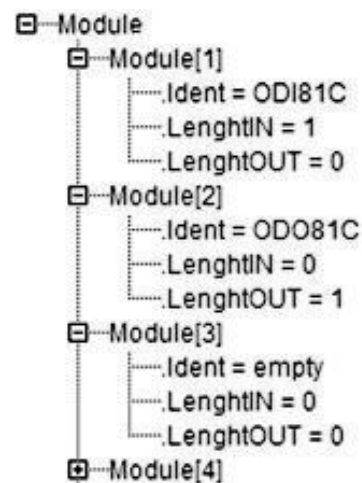 Module
Module[1]
.Ident = ODI81C
.LenghtIN = 1
.LenghtOUT = 0
Module[2]
.Ident = ODO81C
.LenghtIN = 0
.LenghtOUT = 1
Module[3]
.Ident = empty
.LenghtIN = 0
.LenghtOUT = 0
Module[4]